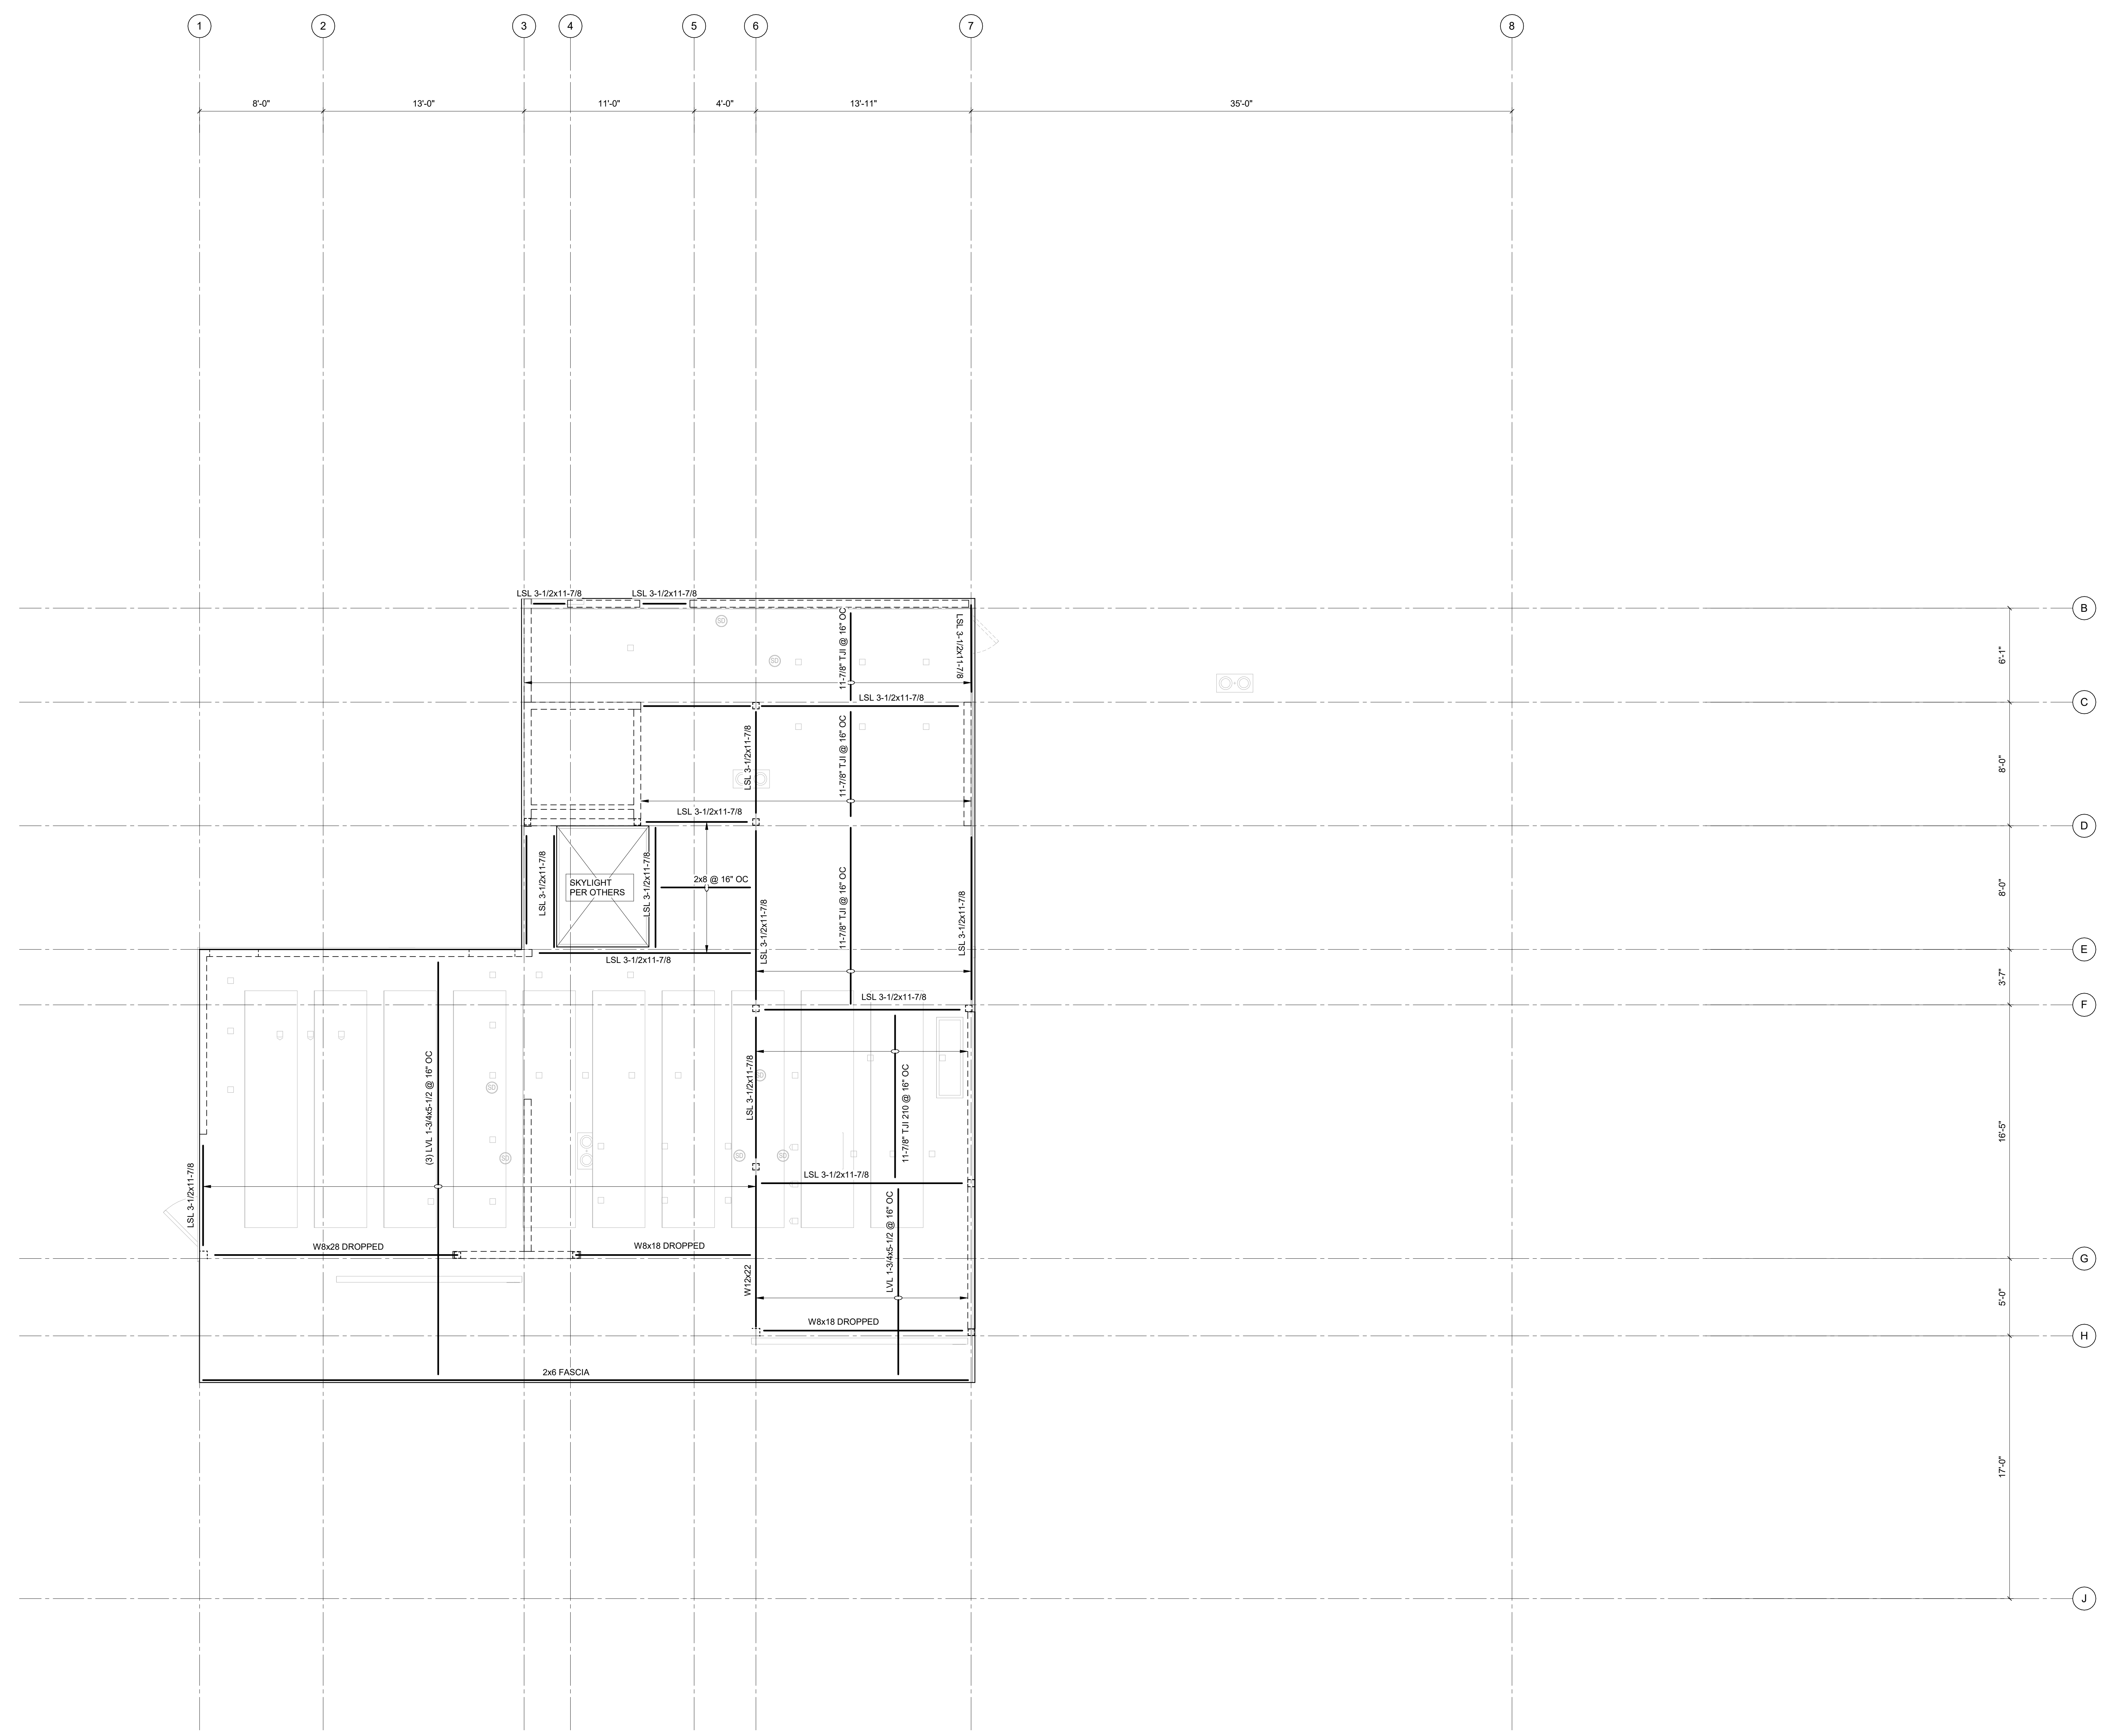 1
2
3
4
5
6
7
8
8'-0"
13'-0"
11'-0"
4'-0"
13'-11"
35'-0"
LSL 3-1/2x11-7/8
LSL 3-1/2x11-7/8
B
SD
11-7/8" TJI @ 16" OC
LSL 3-1/2x11-7/8
6'-1"
SD
LSL 3-1/2x11-7/8
C
LSL 3-1/2x11-7/8
11-7/8" TJI @ 16" OC
8'-0"
LSL 3-1/2x11-7/8
D
LSL 3-1/2x11-7/8
SKYLIGHT
PER OTHERS
LSL 3-1/2x11-7/8
2x8 @ 16" OC
LSL 3-1/2x11-7/8
11-7/8" TJI @ 16" OC
LSL 3-1/2x11-7/8
8'-0"
E
LSL 3-1/2x11-7/8
3'-7"
LSL 3-1/2x11-7/8
F
(3) LVL 1-3/4x5-1/2 @ 16" OC
SD
LSL 3-1/2x11-7/8
SD
11-7/8" TJI 210 @ 16" OC
16'-5"
SD
SD
SD
LSL 3-1/2x11-7/8
LSL 3-1/2x11-7/8
W8x28 DROPPED
W8x18 DROPPED
LVL 1-3/4x5-1/2 @ 16" OC
G
W12x22
5'-0"
W8x18 DROPPED
H
2x6 FASCIA
17'-0"
J